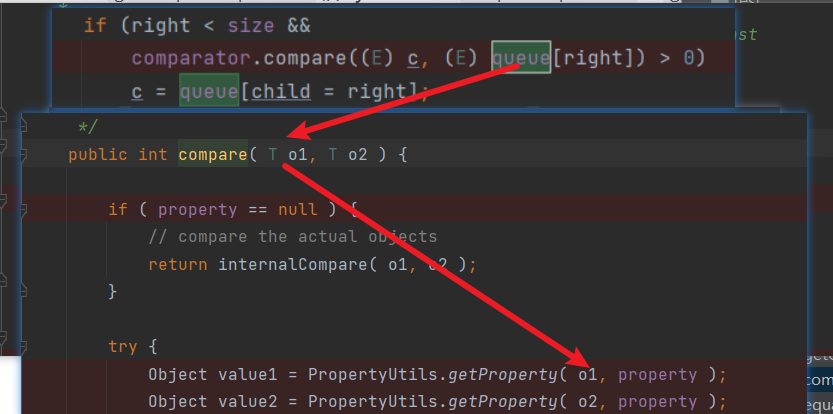 if (right < size &&
comparator.compare((E) c, (E) queue[right]) > 0)
c = queue[child = right];
*/
public int compare( T o1, T o2 ) {
if ( property == null ) {
// compare the actual objects
return internalCompare( o1, o2 );
}
try {
Object value1 = PropertyUtils.getProperty( o1, property );
Object value2 = PropertyUtils.getProperty( o2, property );